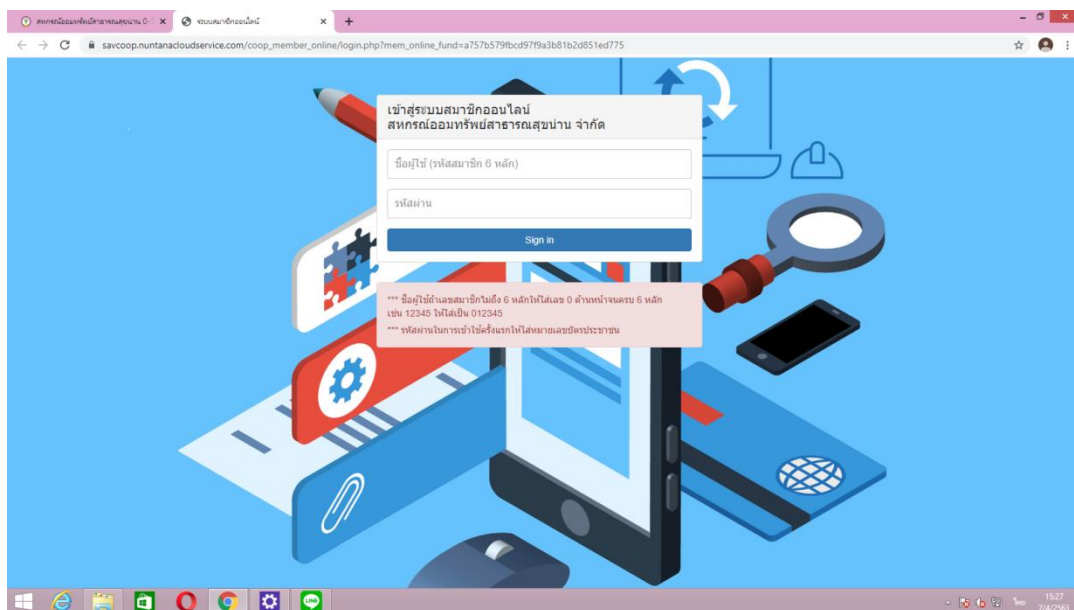 สหกรณ์ออมทรัพย์สาธารณสุขน่าน 0-
ระบบสมาชิกออนไลน์
savcoop.nuntanacloudservice.com/coop_member_online/login.php?mem_online_fund=a757b579fbcd97f9a3b81b2d851ed775
เข้าสู่ระบบสมาชิกออนไลน์
สหกรณ์ออมทรัพย์สาธารณสุขน่าน จำกัด
ชื่อผู้ใช้ (รหัสสมาชิก 6 หลัก)
รหัสผ่าน
Sign in
*** ชื่อผู้ใช้ถ้าเลขสมาชิกไม่ถึง 6 หลักให้ใส่เลข 0 ด้านหน้าจนครบ 6 หลัก
เช่น 12345 ให้ใส่เป็น 012345
*** รหัสผ่านในการเข้าใช้ครั้งแรกให้ใส่หมายเลขบัตรประชาชน
LINE
ไทย
15:27
7/4/2563